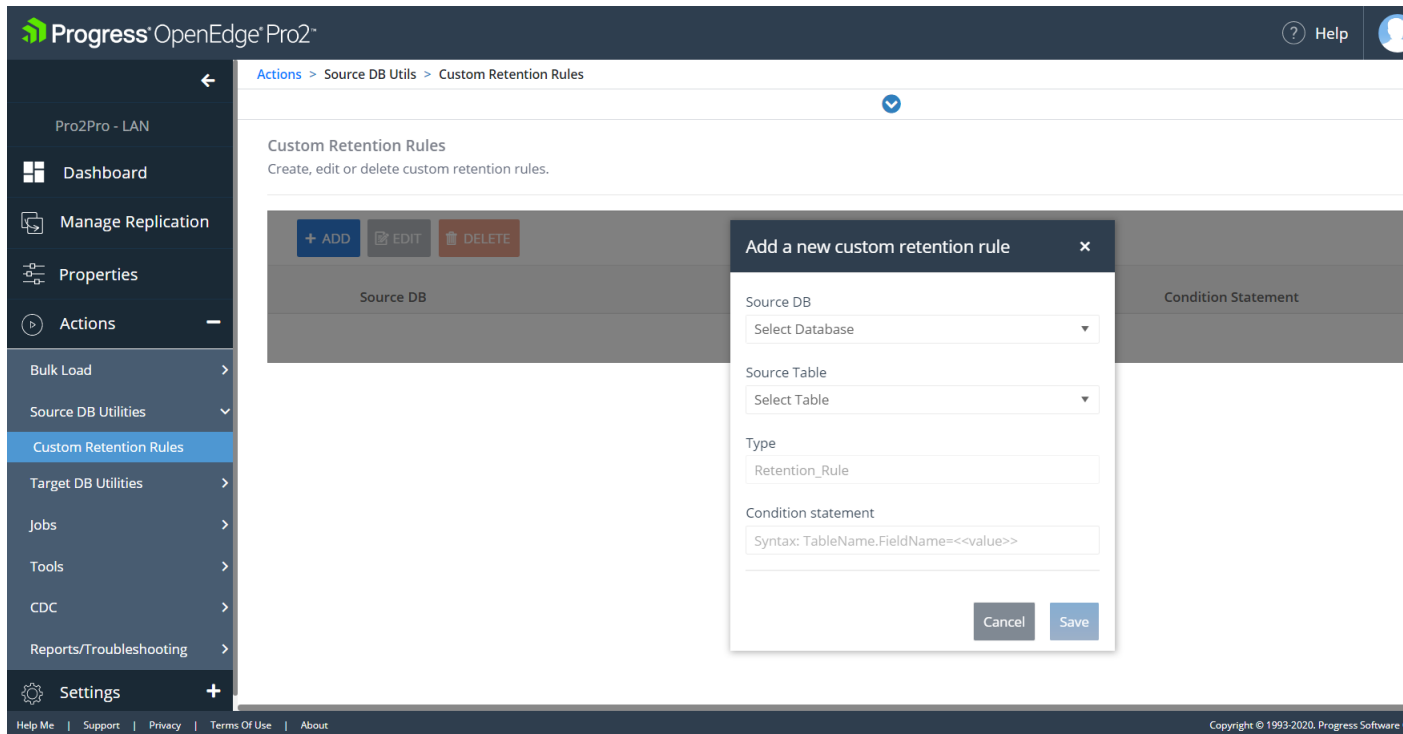 Progress® OpenEdge® Pro2™
? Help
Actions > Source DB Utils > Custom Retention Rules
Pro2Pro - LAN
Dashboard
Manage Replication
Properties
Actions
Bulk Load
Source DB Utilities
Custom Retention Rules
Target DB Utilities
Jobs
Tools
CDC
Reports/Troubleshooting
Settings
Custom Retention Rules
Create, edit or delete custom retention rules.
+ ADD EDIT DELETE
Source DB Condition Statement
Add a new custom retention rule ×
Source DB
Select Database
Source Table
Select Table
Type
Retention_Rule
Condition statement
Syntax: TableName.FieldName=<<value>>
Cancel Save
Help Me | Support | Privacy | Terms Of Use | About
Copyright © 1993-2020. Progress Software